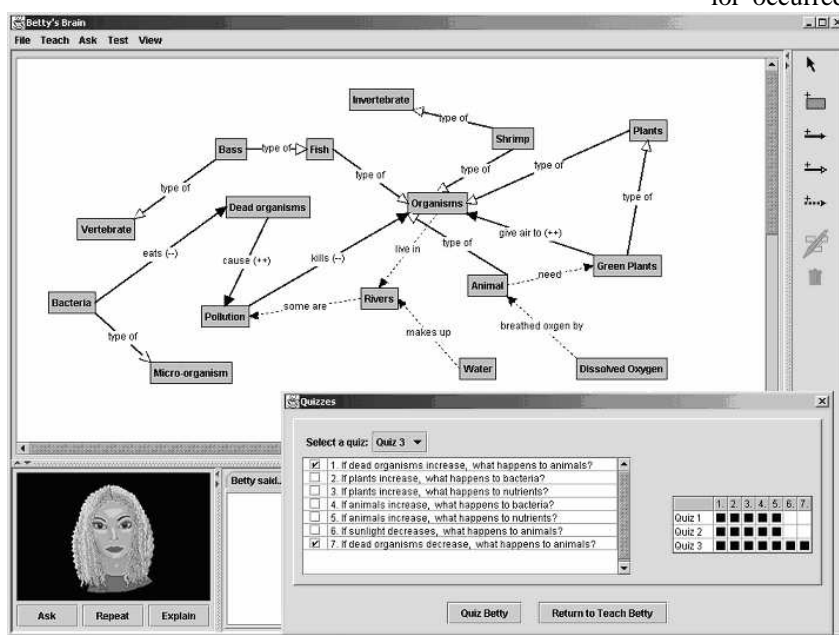 for occurred
Betty's Brain
File Teach Ask Test View
Invertebrate
type of
Shrimp
Plants
Bass
type of
Fish
type of
type of
type of
type of
type of
Vertebrate
Dead organisms
Organisms
eats (--)
cause (++)
kills (--)
live in
type of
give air to (++)
Green Plants
Bacteria
Pollution
some are
Rivers
Animal
need
type of
makes up
breathed oxgen by
Micro-organism
Water
Dissolved Oxygen
Quizzes
Select a quiz: Quiz 3
1. If dead organisms increase, what happens to animals?
2. If plants increase, what happens to bacteria?
3. If plants increase, what happens to nutrients?
4. If animals increase, what happens to bacteria?
5. If animals increase, what happens to nutrients?
6. If sunlight decreases, what happens to animals?
7. If dead organisms decrease, what happens to animals?
1. 2. 3. 4. 5. 6. 7.
Quiz 1
Quiz 2
Quiz 3
Quiz Betty Return to Teach Betty
Betty said..
Ask Repeat Explain